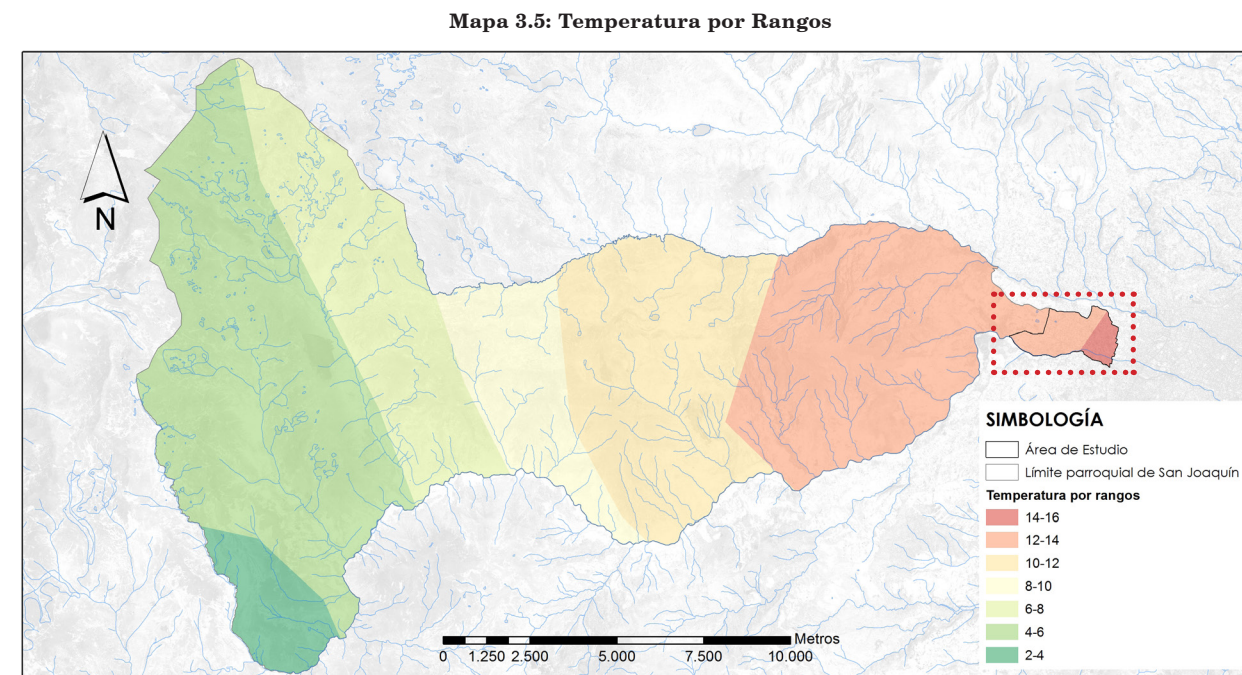 Mapa 3.5: Temperatura por Rangos
N
SIMBOLOGÍA
Área de Estudio
Límite parroquial de San Joaquín
Temperatura por rangos
14-16
12-14
10-12
8-10
6-8
4-6
2-4
Metros
0 1.250 2.500 5.000 7.500 10.000